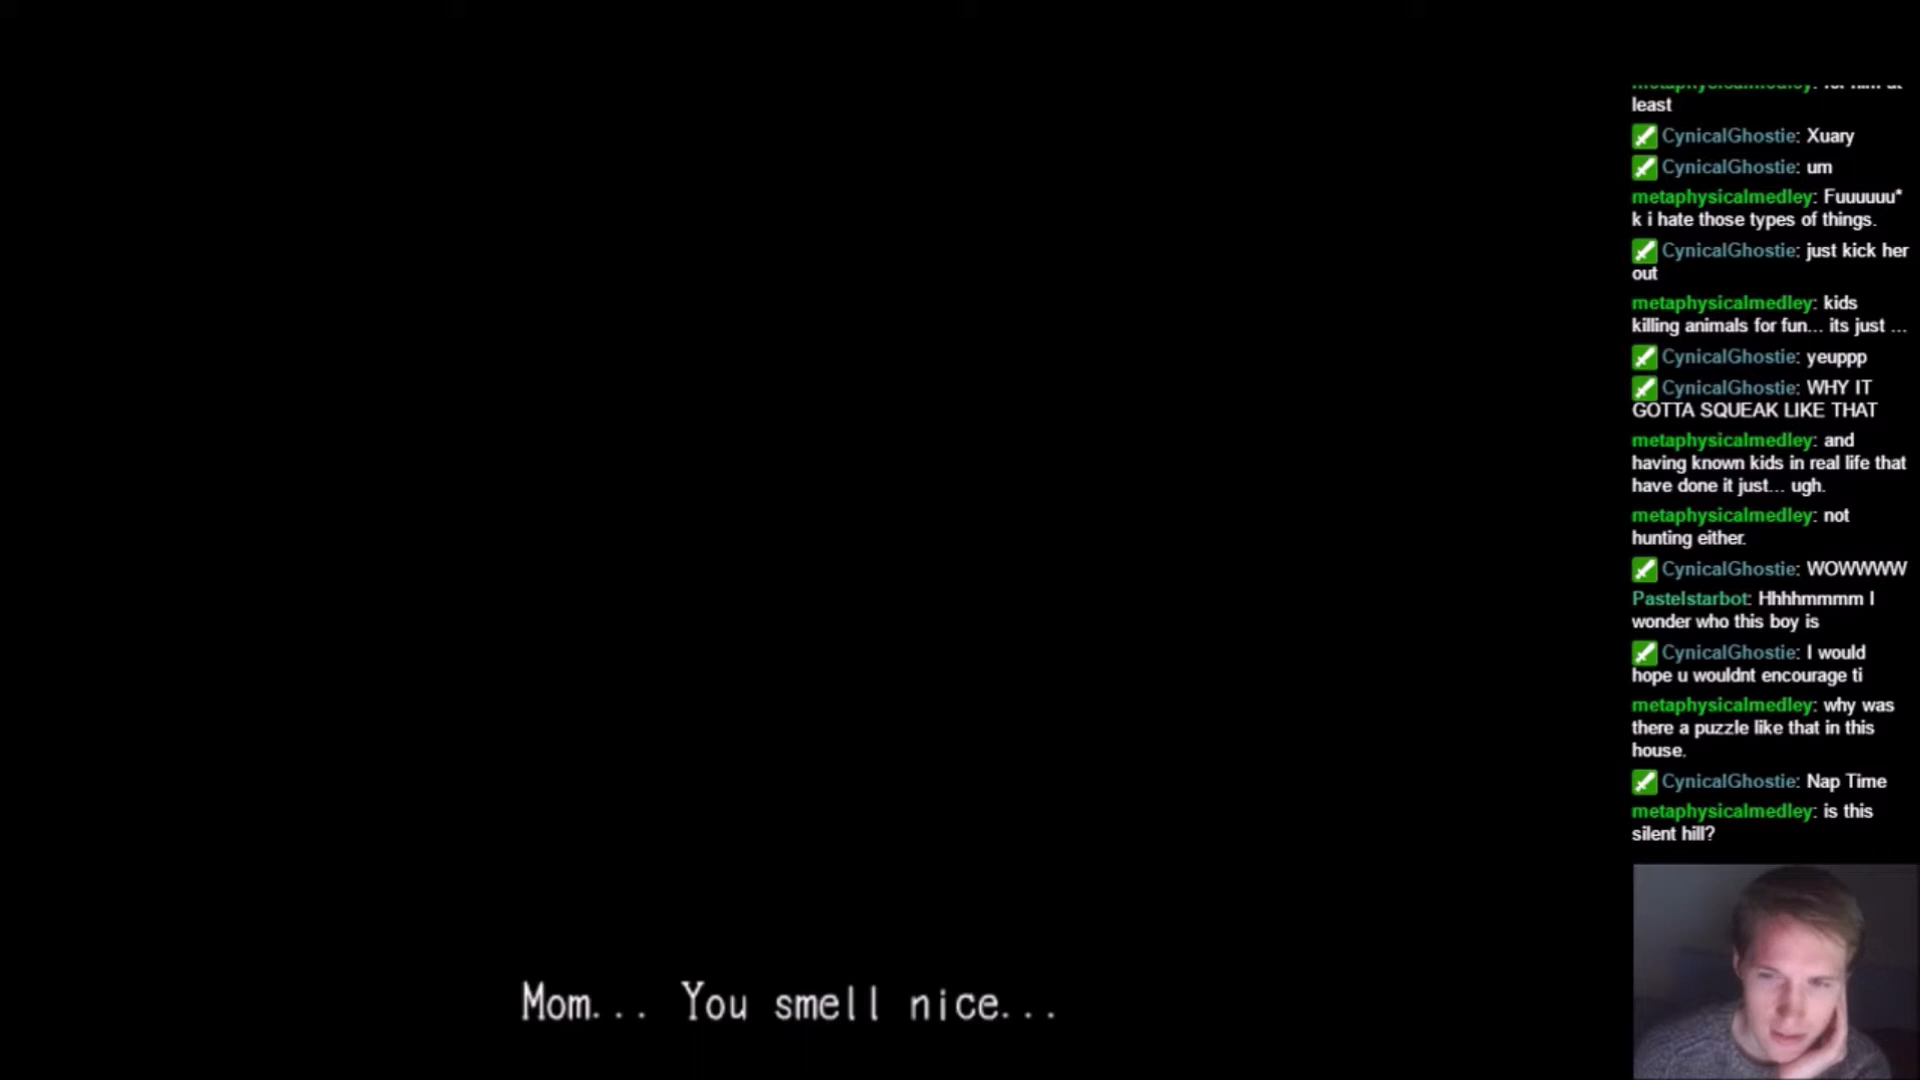 least
CynicalGhostie: Xuary
CynicalGhostie: um
metaphysicalmedley: Fuuuuuu*
k i hate those types of things.
CynicalGhostie: just kick her
out
metaphysicalmedley: kids
killing animals for fun... its just ...
CynicalGhostie: yeuppp
CynicalGhostie: WHY IT
GOTTA SQUEAK LIKE THAT
metaphysicalmedley: and
having known kids in real life that
have done it just... ugh.
metaphysicalmedley: not
hunting either.
CynicalGhostie: WOWWWW
Pastelstarbot: Hhhhmmmm I
wonder who this boy is
CynicalGhostie: I would
hope u wouldnt encourage ti
metaphysicalmedley: why was
there a puzzle like that in this
house.
CynicalGhostie: Nap Time
metaphysicalmedley: is this
silent hill?
Mom... You smell nice...